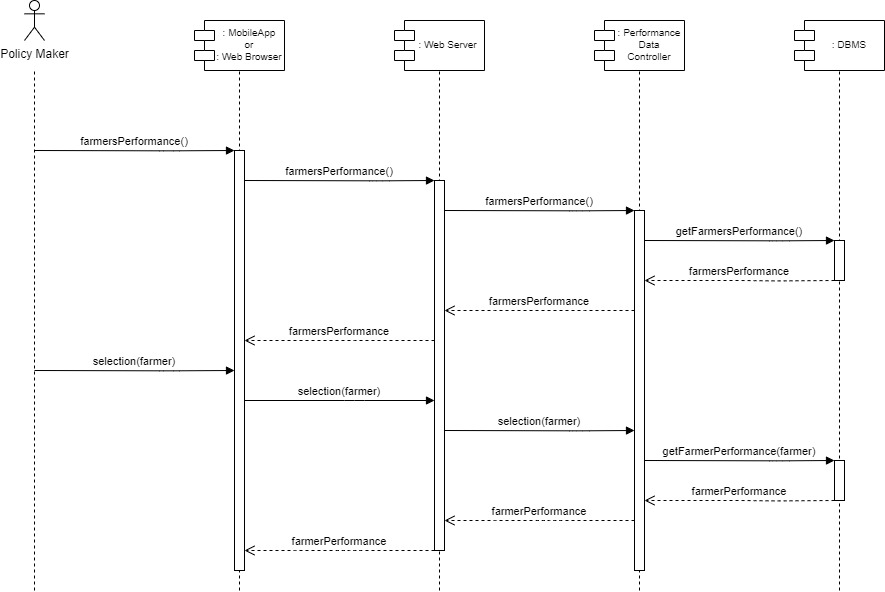 Policy Maker
: MobileApp
or
: Web Browser
: Web Server
: Performance
Data
Controller
: DBMS
farmersPerformance()
farmersPerformance()
farmersPerformance()
getFarmersPerformance()
farmersPerformance
farmersPerformance
farmersPerformance
selection(farmer)
selection(farmer)
selection(farmer)
getFarmerPerformance(farmer)
farmerPerformance
farmerPerformance
farmerPerformance